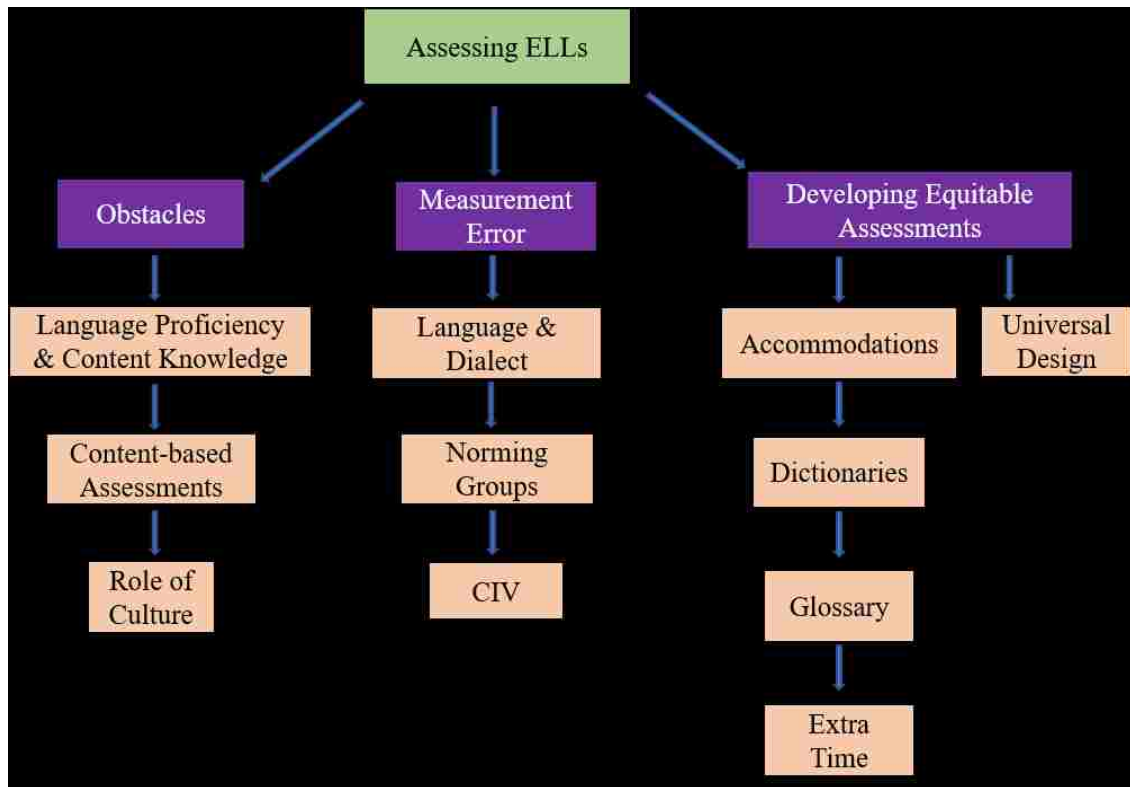 Assessing ELLs
Obstacles
Measurement
Error
Developing Equitable
Assessments
Language Proficiency
& Content Knowledge
Language &
Dialect
Accommodations
Universal
Design
Content-based
Assessments
Norming
Groups
Dictionaries
Role of
Culture
CIV
Glossary
Extra
Time